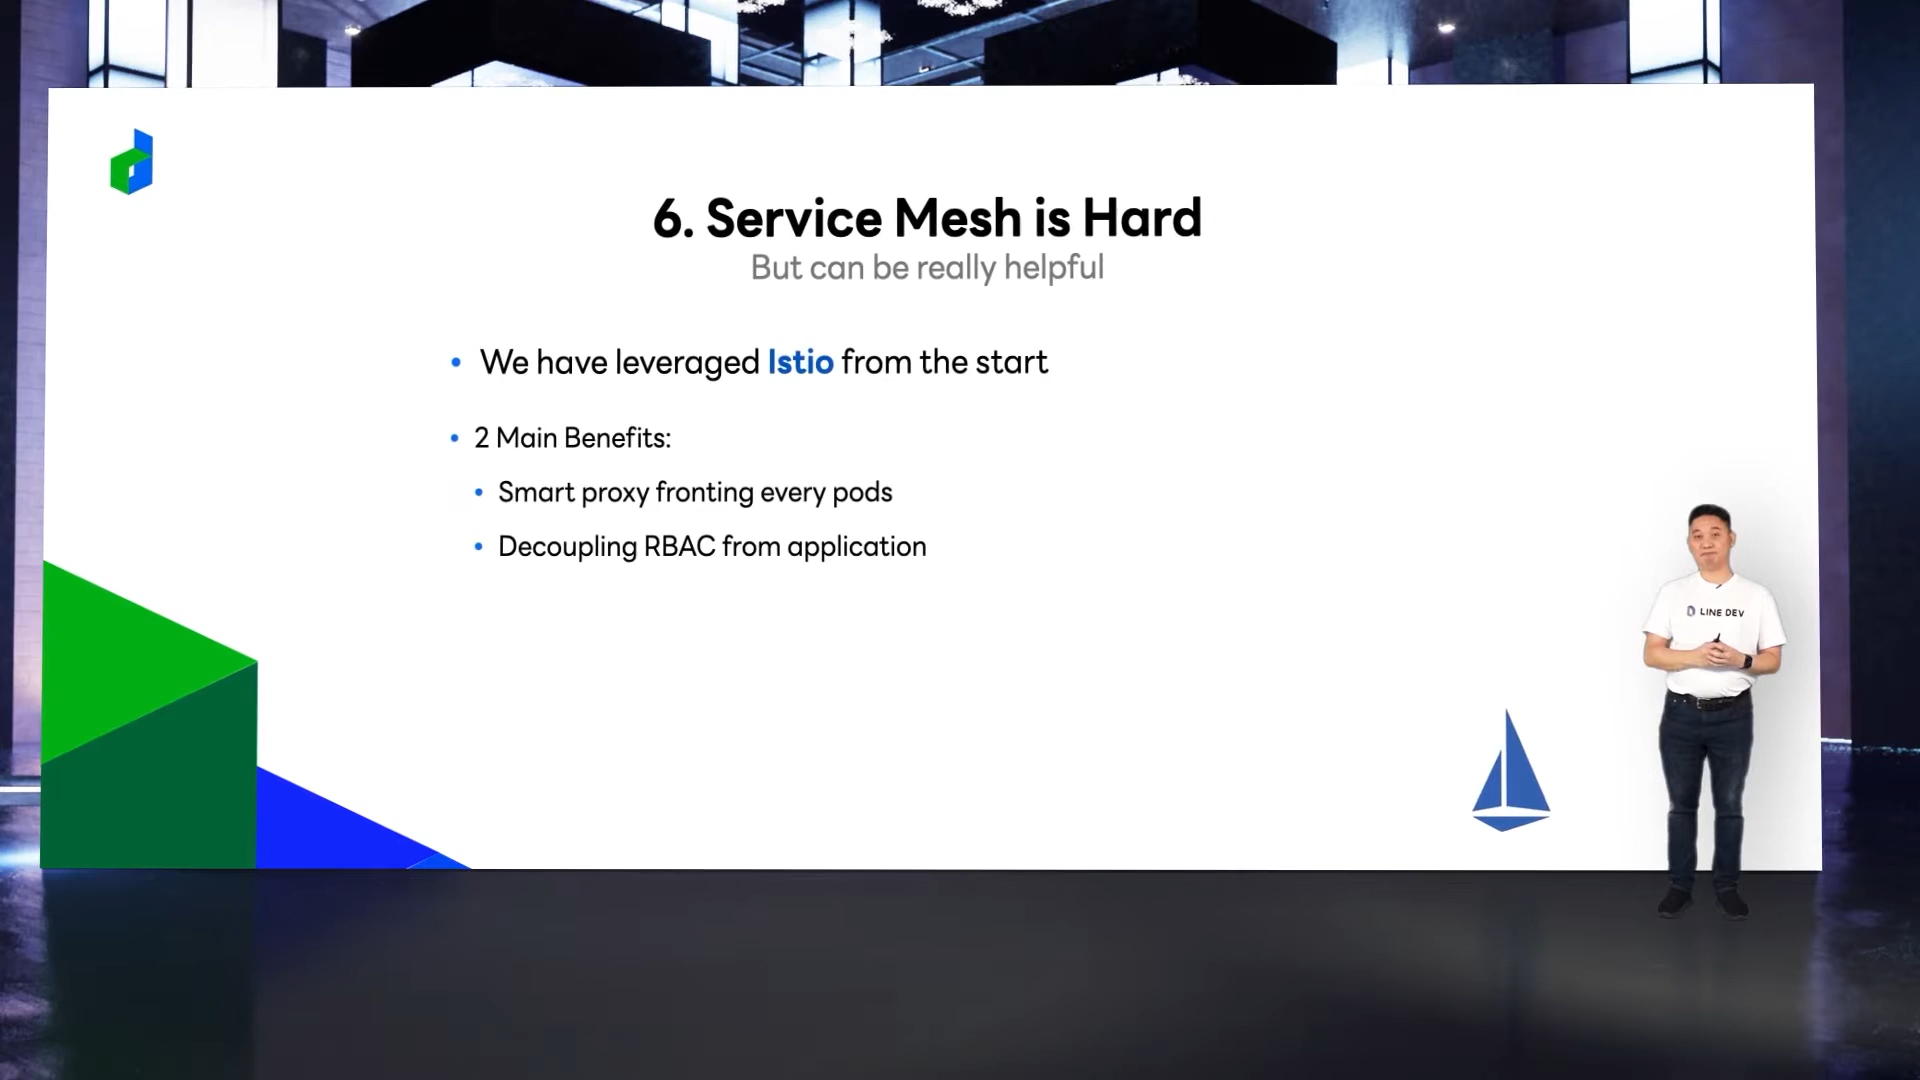 6. Service Mesh is Hard
But can be really helpful
• We have leveraged Istio from the start
• 2 Main Benefits:
• Smart proxy fronting every pods
• Decoupling RBAC from application
LINE DEV